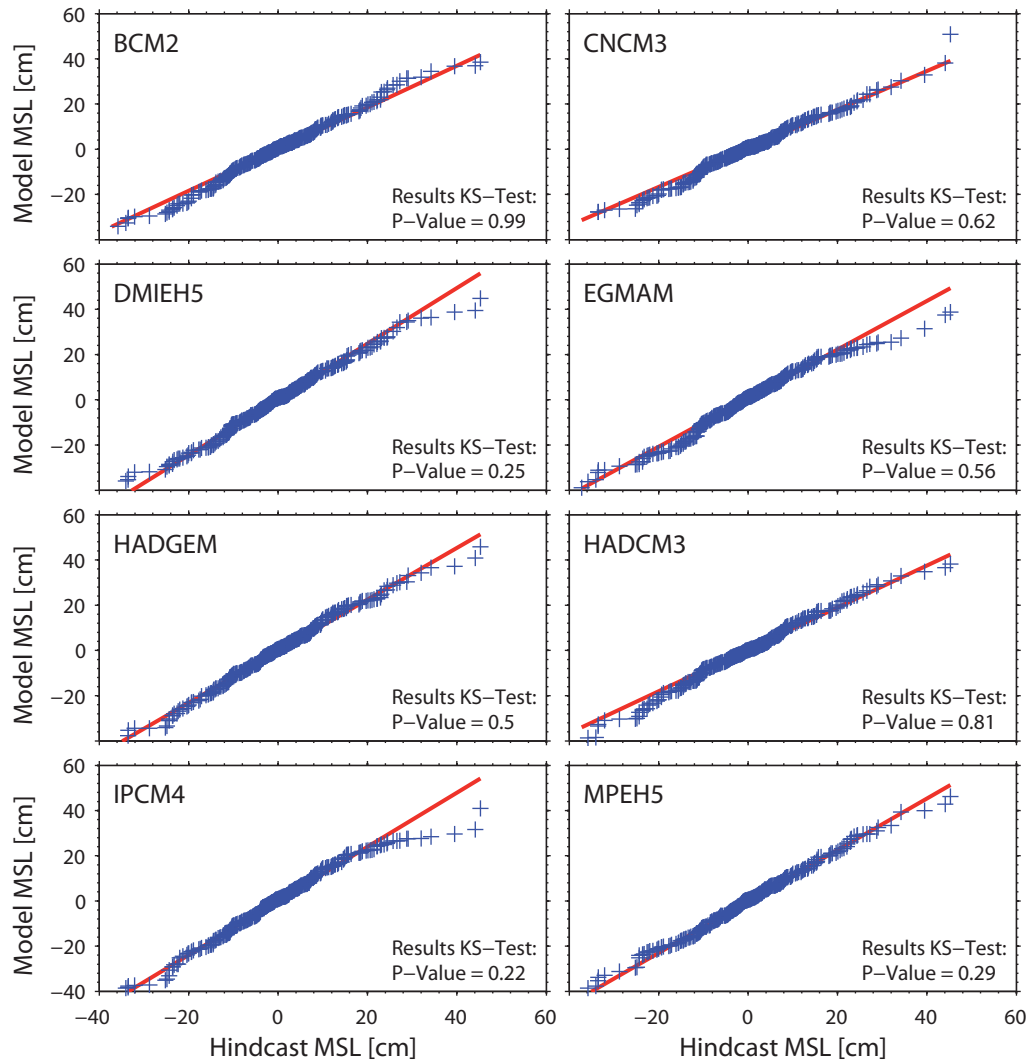 60
40
20
0
−20
Model MSL [cm]
BCM2
Results KS−Test:
P−Value = 0.99
CNCM3
Results KS−Test:
P−Value = 0.62
60
40
20
0
−20
Model MSL [cm]
DMIEH5
Results KS−Test:
P−Value = 0.25
EGMAM
Results KS−Test:
P−Value = 0.56
60
40
20
0
−20
Model MSL [cm]
HADGEM
Results KS−Test:
P−Value = 0.5
HADCM3
Results KS−Test:
P−Value = 0.81
60
40
20
0
−20
−40
Model MSL [cm]
IPCM4
Results KS−Test:
P−Value = 0.22
MPEH5
Results KS−Test:
P−Value = 0.29
−40 −20 0 20 40 60 −20 0 20 40 60
Hindcast MSL [cm] Hindcast MSL [cm]